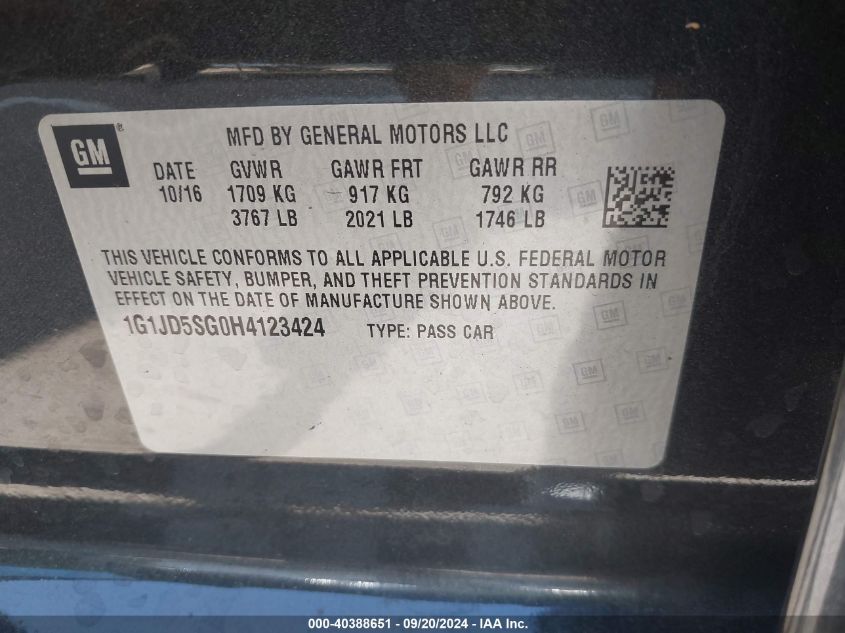 GM ®
MFD BY GENERAL MOTORS LLC
DATE GVWR GAWR FRT GAWR RR
10/16 1709 KG 917 KG 792 KG
3767 LB 2021 LB 1746 LB
THIS VEHICLE CONFORMS TO ALL APPLICABLE U.S. FEDERAL MOTOR
VEHICLE SAFETY, BUMPER, AND THEFT PREVENTION STANDARDS IN
EFFECT ON THE DATE OF MANUFACTURE SHOWN ABOVE.
1G1JD5SG0H4123424 TYPE: PASS CAR
000-40388651 - 09/20/2024 - IAA Inc.